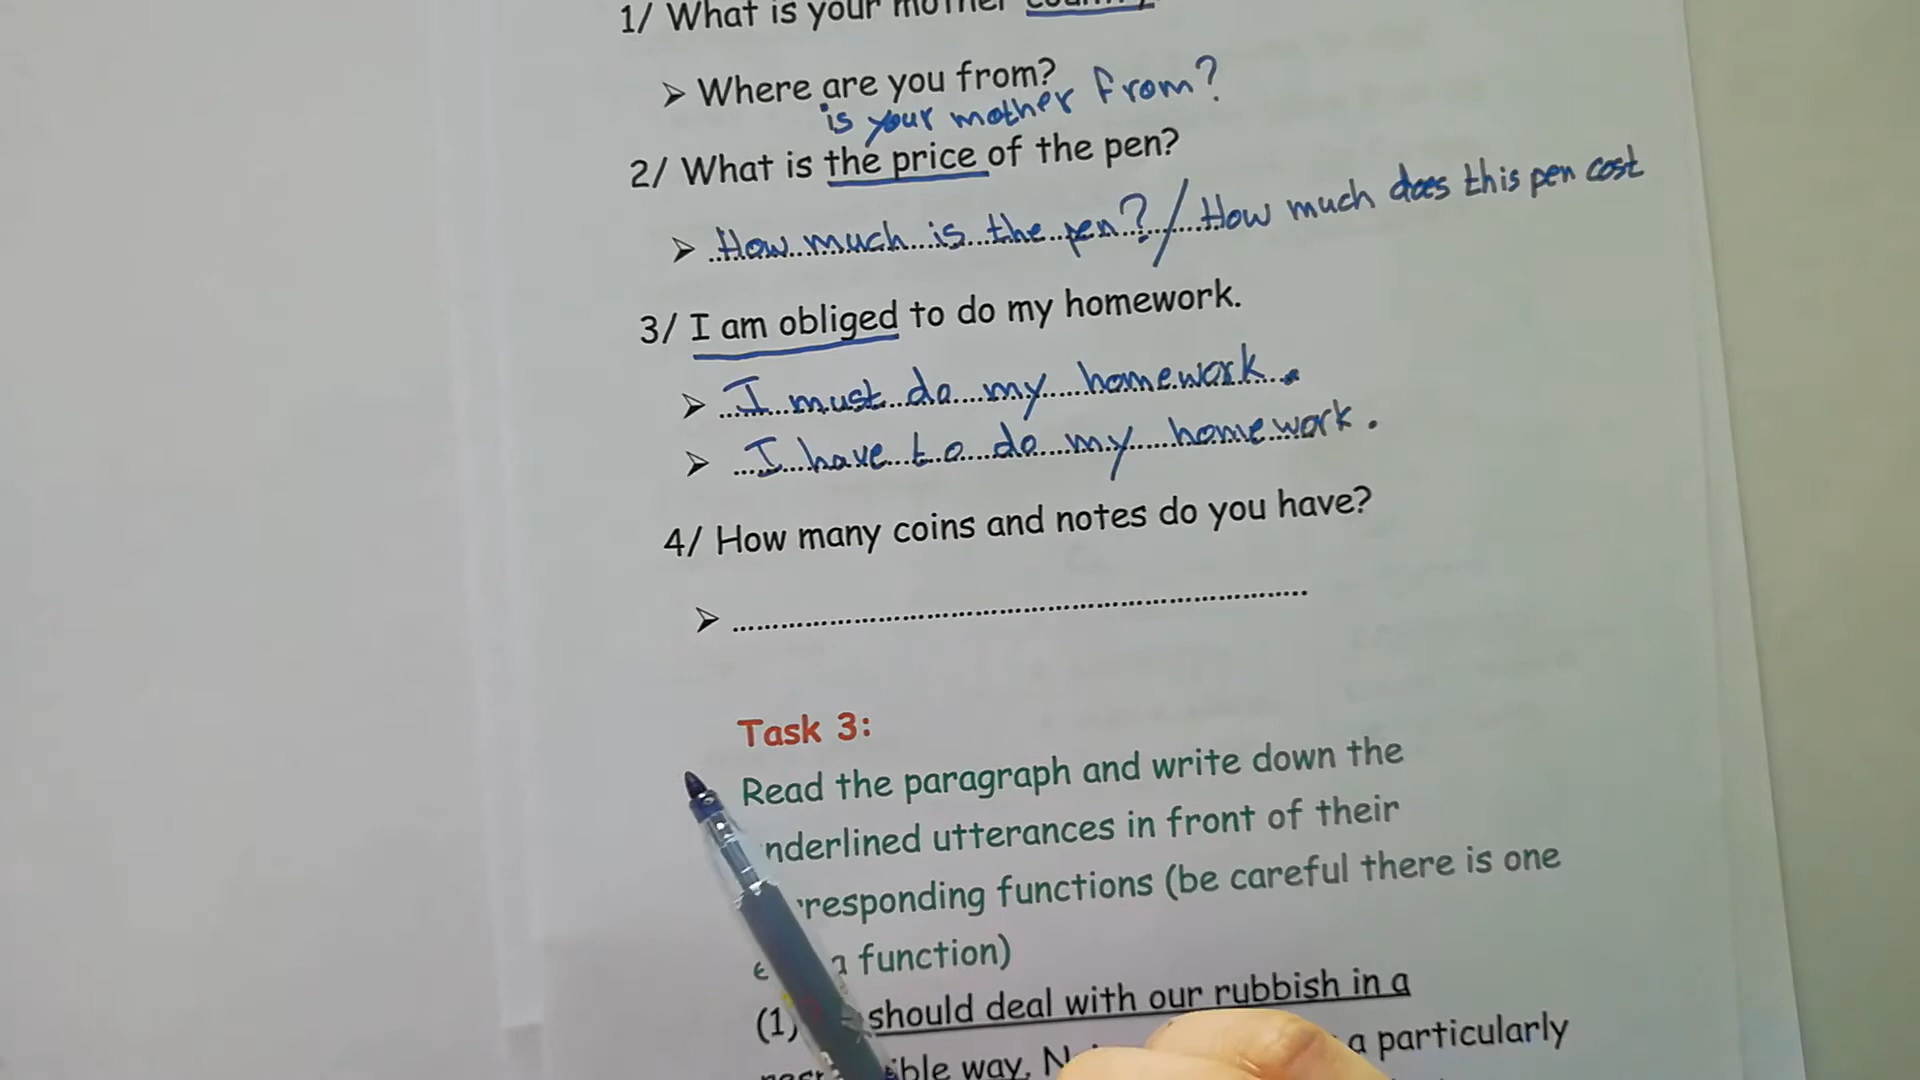 1/ What is your mother country
➤ Where are you from?
is your mother from?
2/ What is the price of the pen?
➤ How much is the pen? / How much does this pen cost
3/ I am obliged to do my homework.
➤ I must do my homework.
➤ I have to do my homework.
4/ How many coins and notes do you have?
➤ ........................................
Task 3:
Read the paragraph and write down the
nderlined utterances in front of their
rresponding functions (be careful there is one
function)
(1) should deal with our rubbish in a
ible way. a particularly